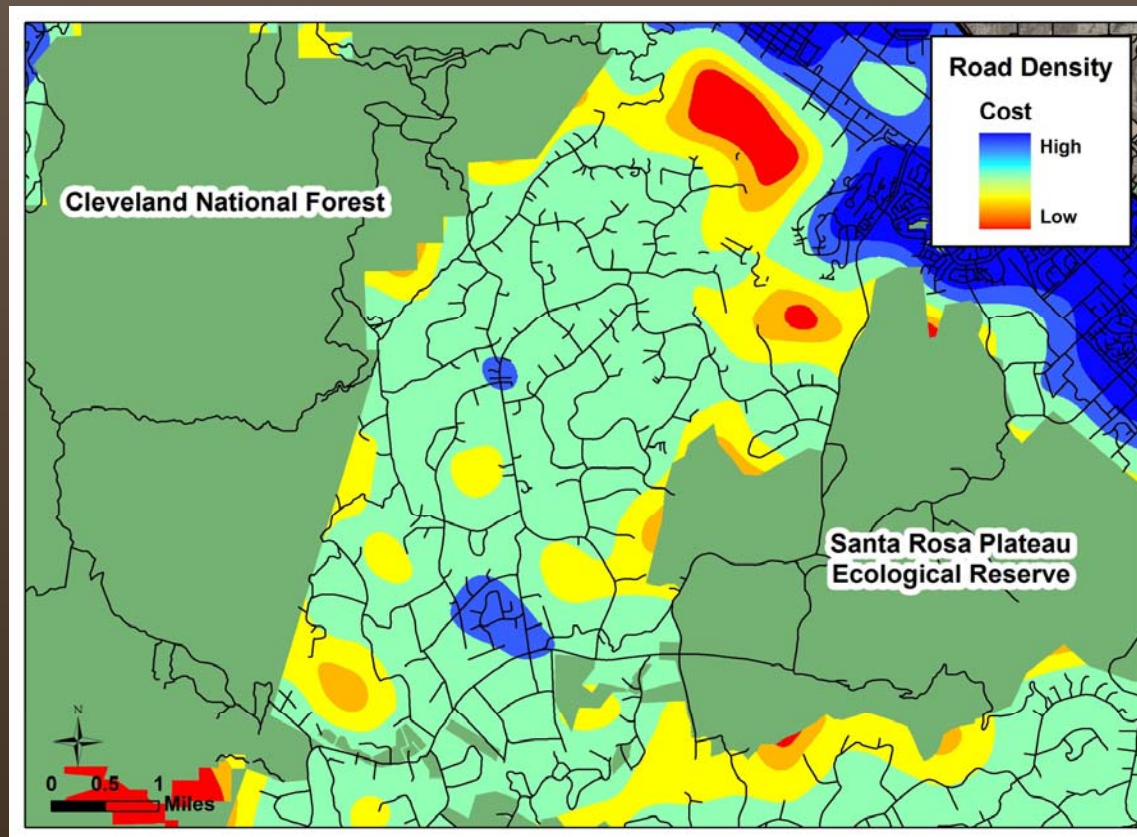 Road Density
Cost
High
Low
Cleveland National Forest
Santa Rosa Plateau
Ecological Reserve
N
0 0.5 1
Miles